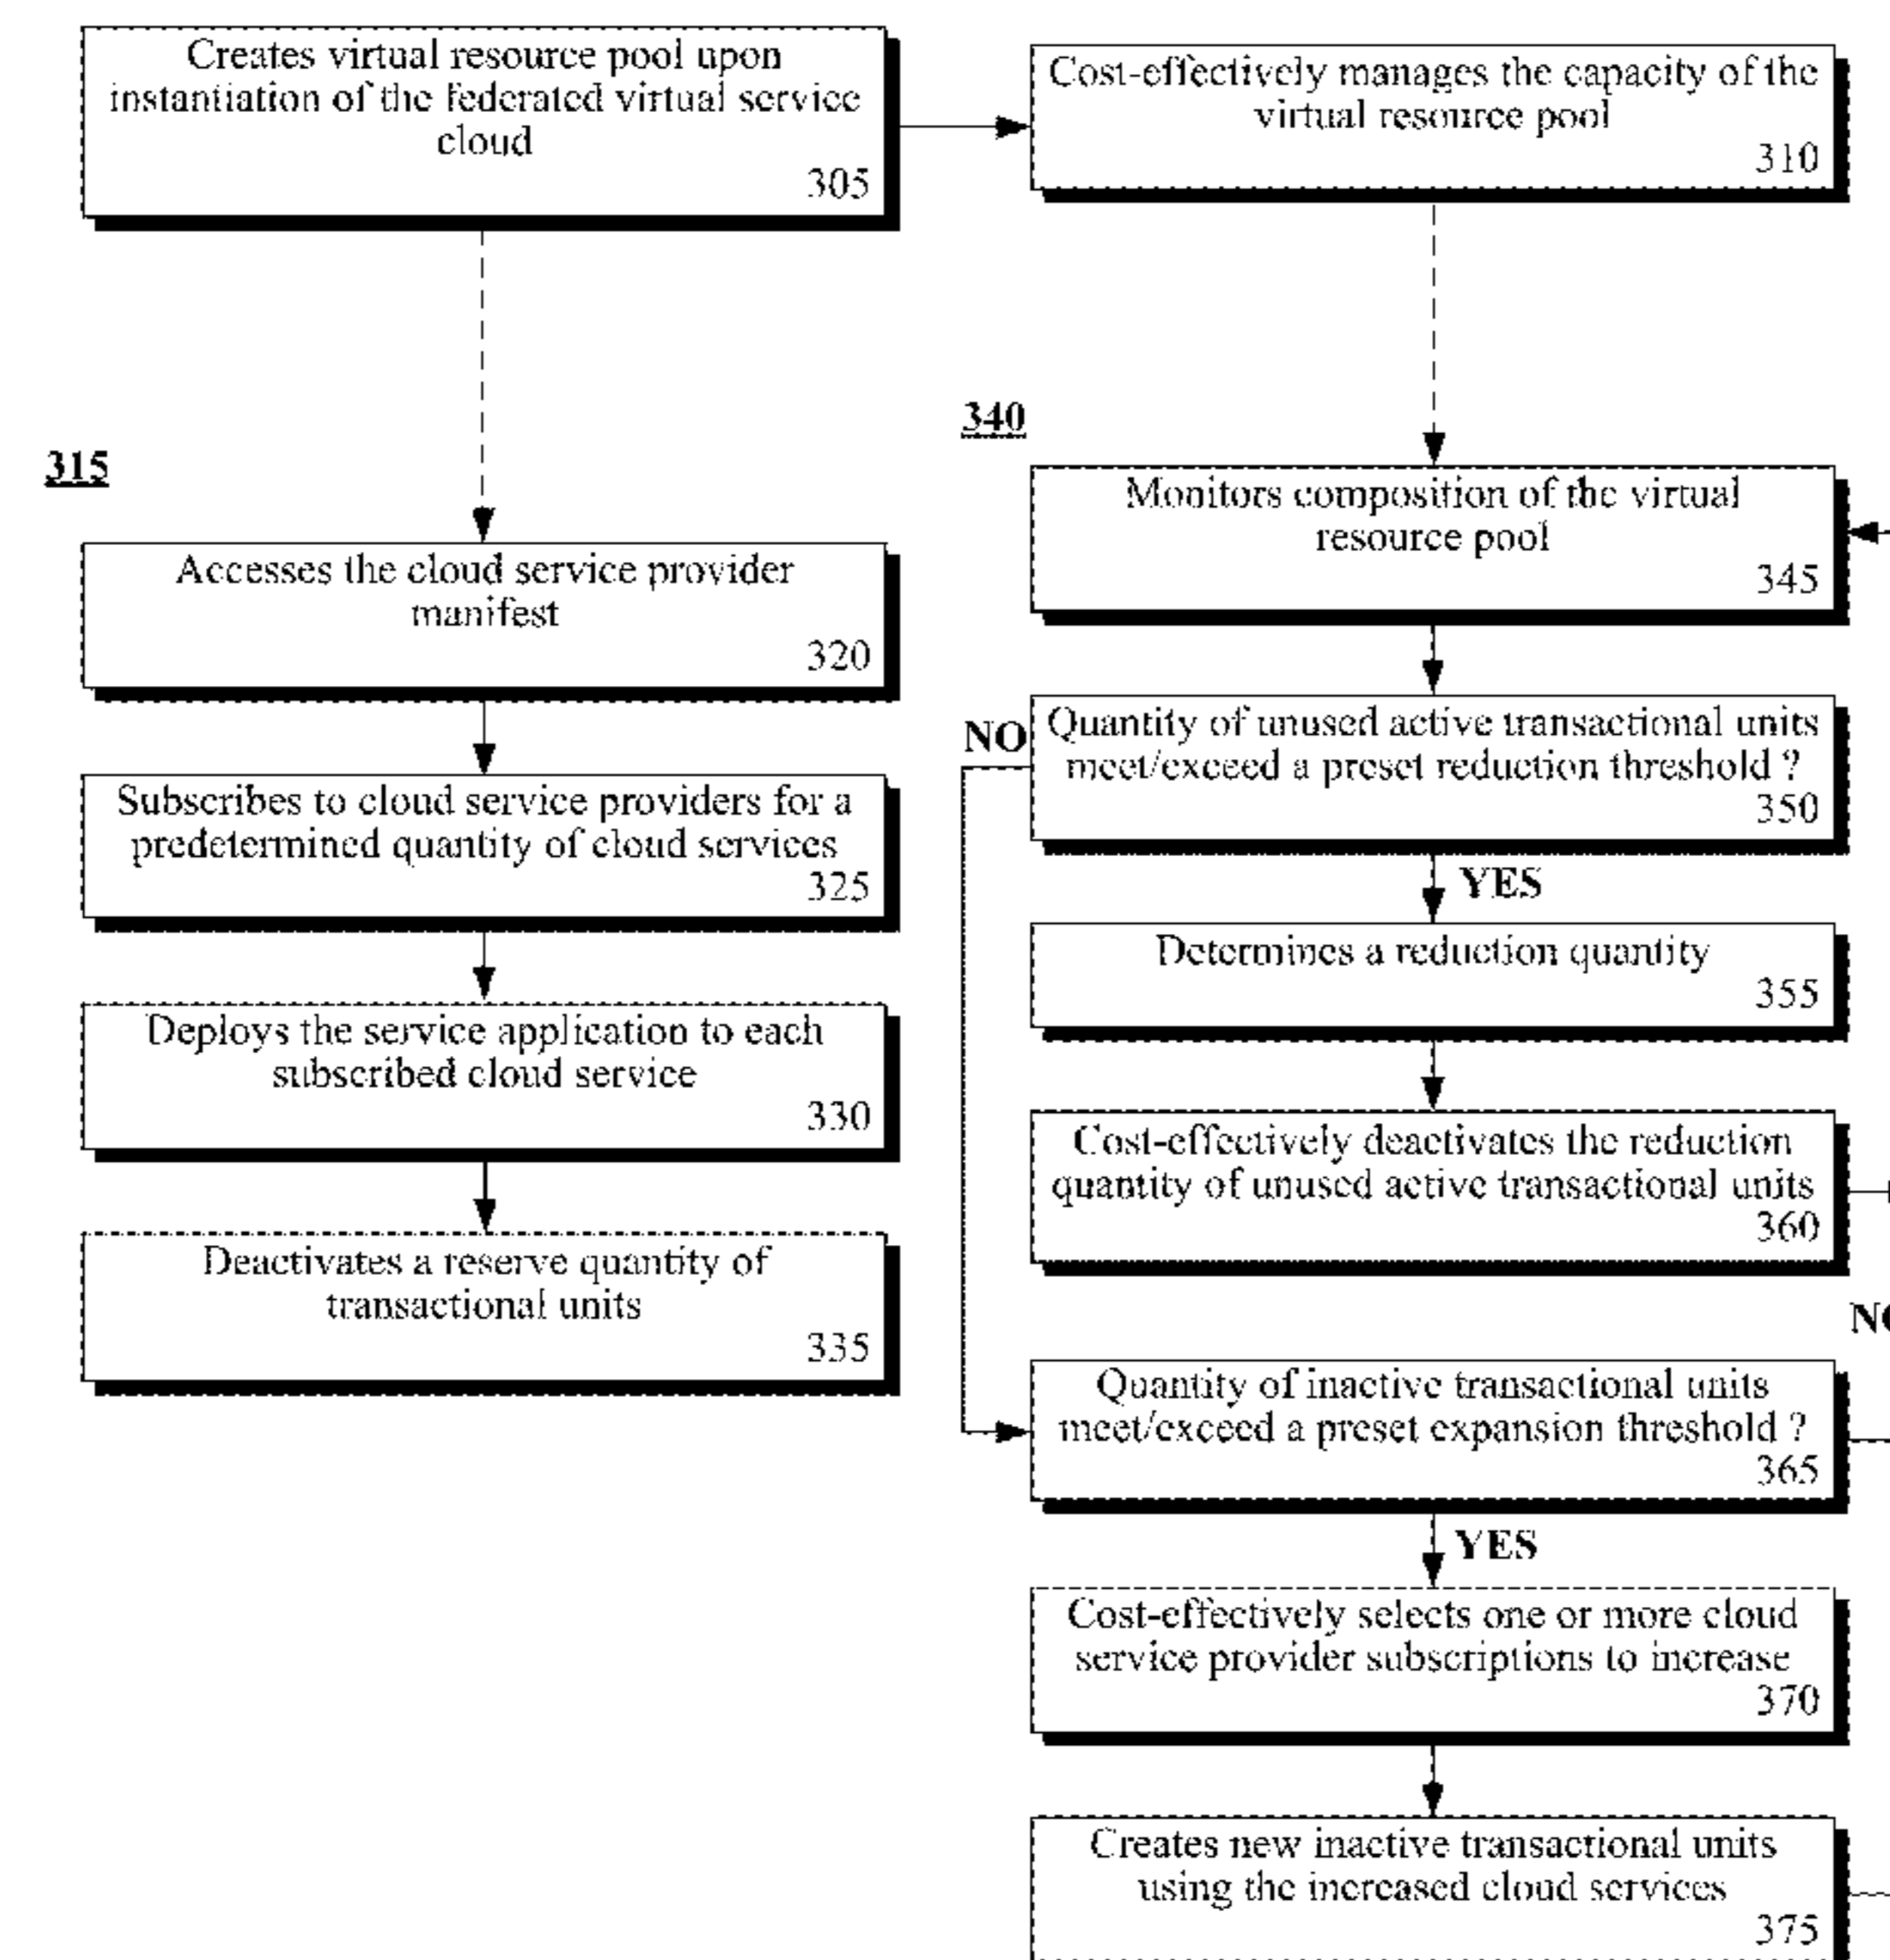 Creates virtual resource pool upon
instantiation of the federated virtual service
cloud
305
Cost-effectively manages the capacity of the
virtual resource pool
310
315
Accesses the cloud service provider
manifest
320
Subscribes to cloud service providers for a
predetermined quantity of cloud services
325
Deploys the service application to each
subscribed cloud service
330
Deactivates a reserve quantity of
transactional units
335
340
Monitors composition of the virtual
resource pool
345
NO
Quantity of unused active transactional units
meet/exceed a preset reduction threshold ?
350
YES
Determines a reduction quantity
355
Cost-effectively deactivates the reduction
quantity of unused active transactional units
360
Quantity of inactive transactional units
meet/exceed a preset expansion threshold ?
365
YES
Cost-effectively selects one or more cloud
service provider subscriptions to increase
370
Creates new inactive transactional units
using the increased cloud services
375